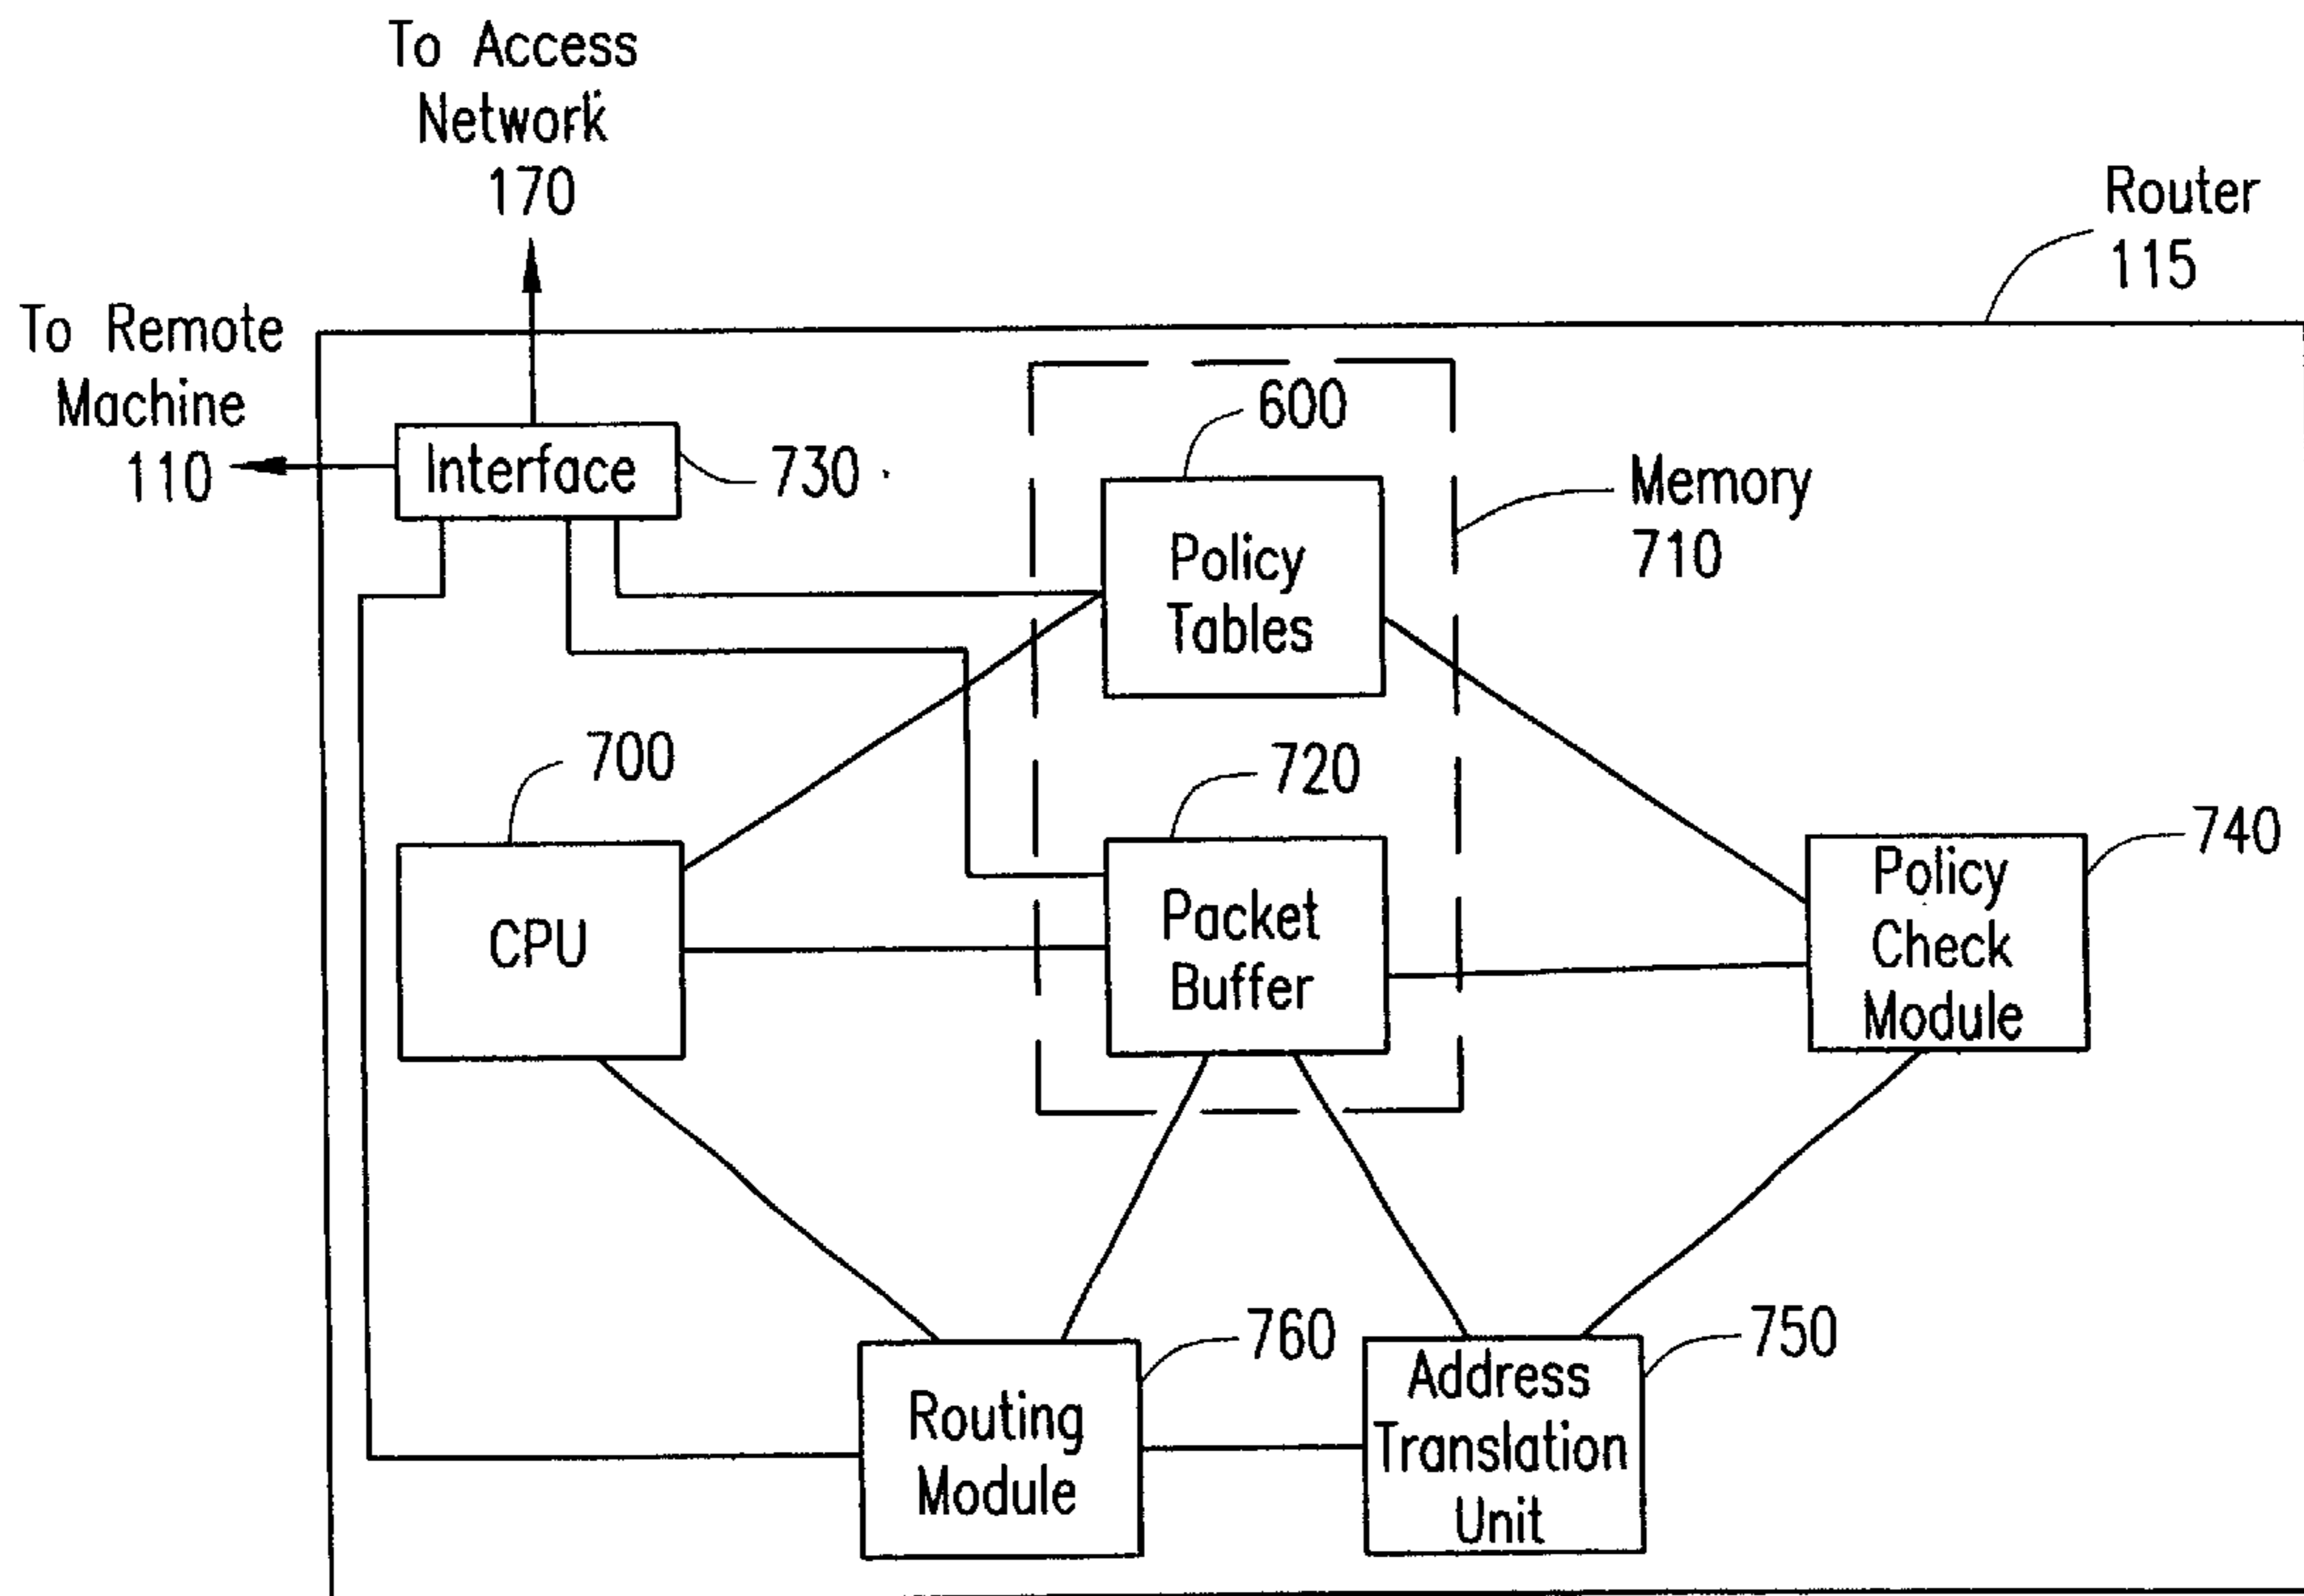 To Access
Network
170
Router
115
To Remote
Machine
110
Interface
730
600
Policy
Tables
Memory
710
700
CPU
720
Packet
Buffer
740
Policy
Check
Module
760
Routing
Module
750
Address
Translation
Unit